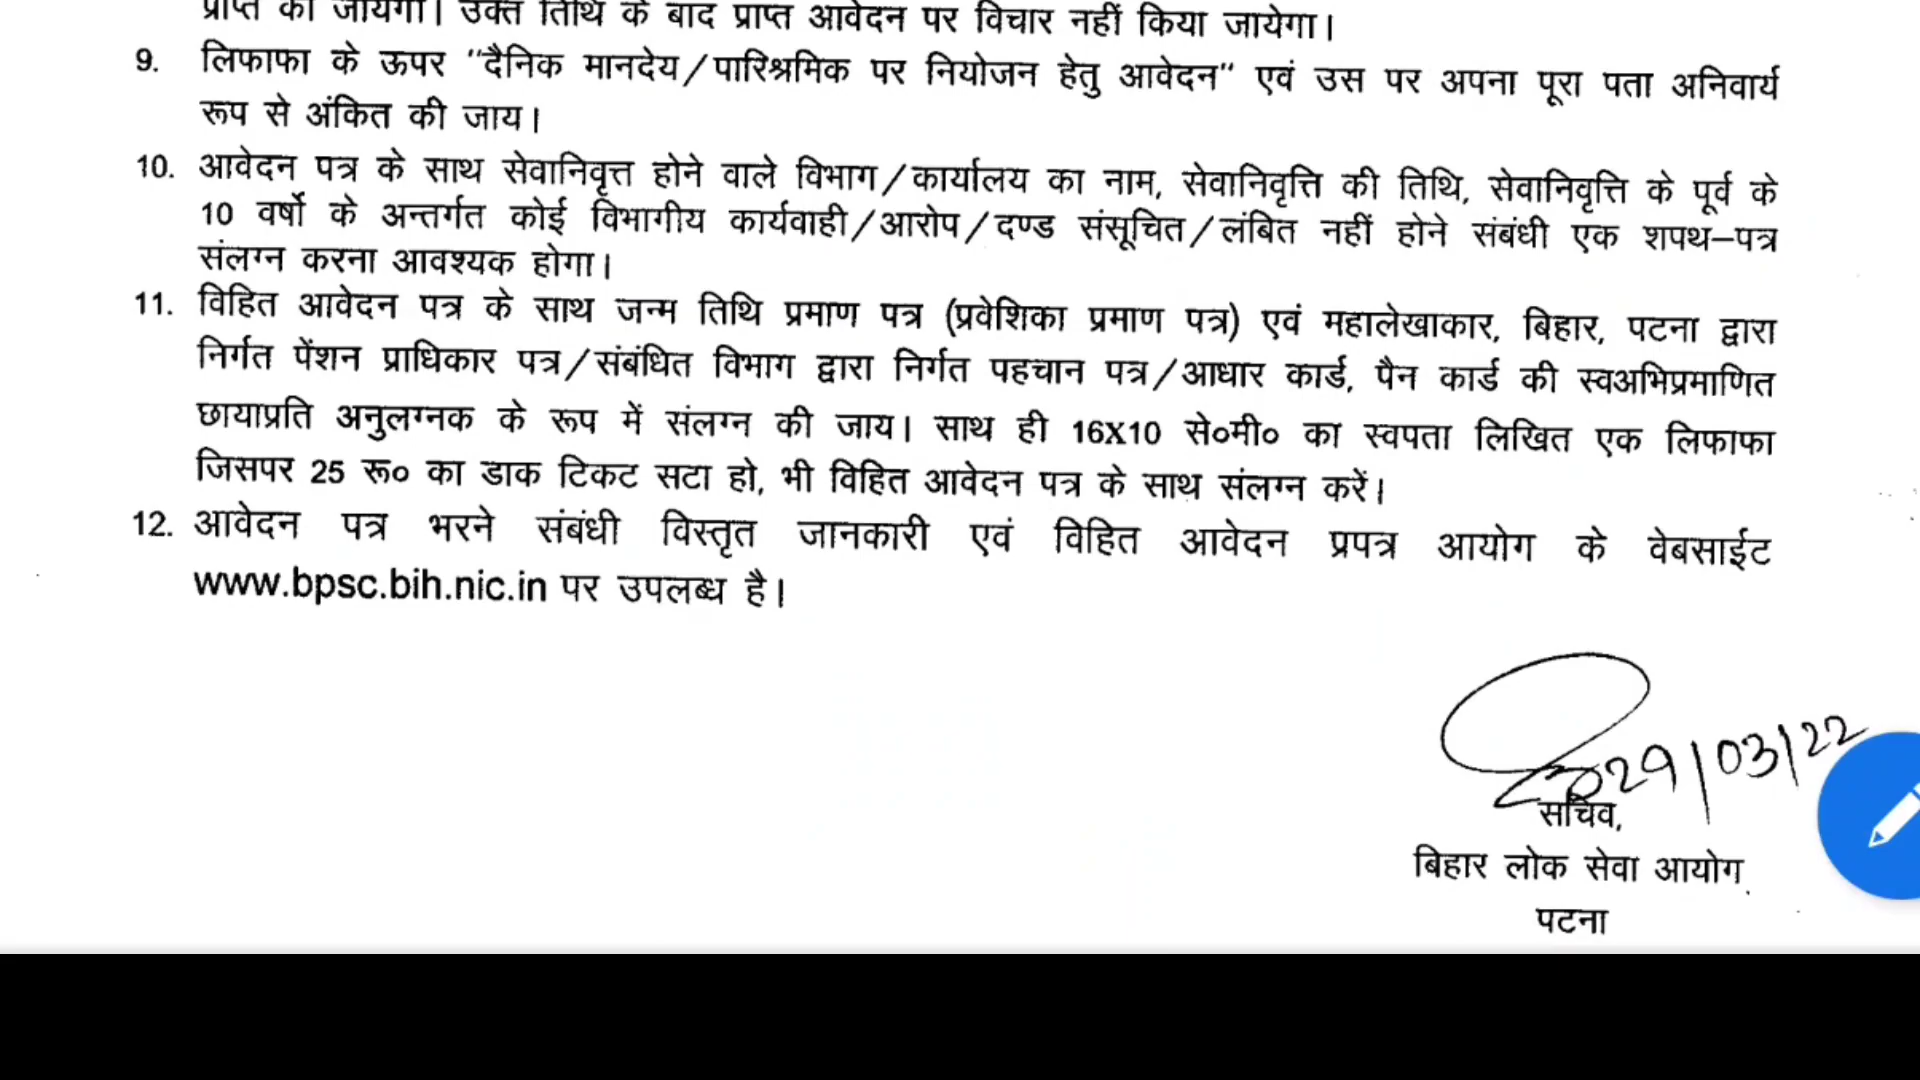 प्राप्त की जायेगी। उक्त तिथि के बाद प्राप्त आवेदन पर विचार नहीं किया जायेगा।
9. लिफाफा के ऊपर "दैनिक मानदेय/पारिश्रमिक पर नियोजन हेतु आवेदन" एवं उस पर अपना पूरा पता अनिवार्य
रूप से अंकित की जाय।
10. आवेदन पत्र के साथ सेवानिवृत्त होने वाले विभाग/कार्यालय का नाम, सेवानिवृत्ति की तिथि, सेवानिवृत्ति के पूर्व के
10 वर्षो के अन्तर्गत कोई विभागीय कार्यवाही/आरोप/दण्ड संसूचित/लंबित नहीं होने संबंधी एक शपथ–पत्र
संलग्न करना आवश्यक होगा।
11. विहित आवेदन पत्र के साथ जन्म तिथि प्रमाण पत्र (प्रवेशिका प्रमाण पत्र) एवं महालेखाकार, बिहार, पटना द्वारा
निर्गत पेंशन प्राधिकार पत्र/संबंधित विभाग द्वारा निर्गत पहचान पत्र/आधार कार्ड, पैन कार्ड की स्वअभिप्रमाणित
छायाप्रति अनुलग्नक के रूप में संलग्न की जाय। साथ ही 16X10 से०मी० का स्वपता लिखित एक लिफाफा
जिसपर 25 रू० का डाक टिकट सटा हो, भी विहित आवेदन पत्र के साथ संलग्न करें।
12. आवेदन पत्र भरने संबंधी विस्तृत जानकारी एवं विहित आवेदन प्रपत्र आयोग के वेबसाईट
www.bpsc.bih.nic.in पर उपलब्ध है।
29/03/22
सचिव,
बिहार लोक सेवा आयोग
पटना